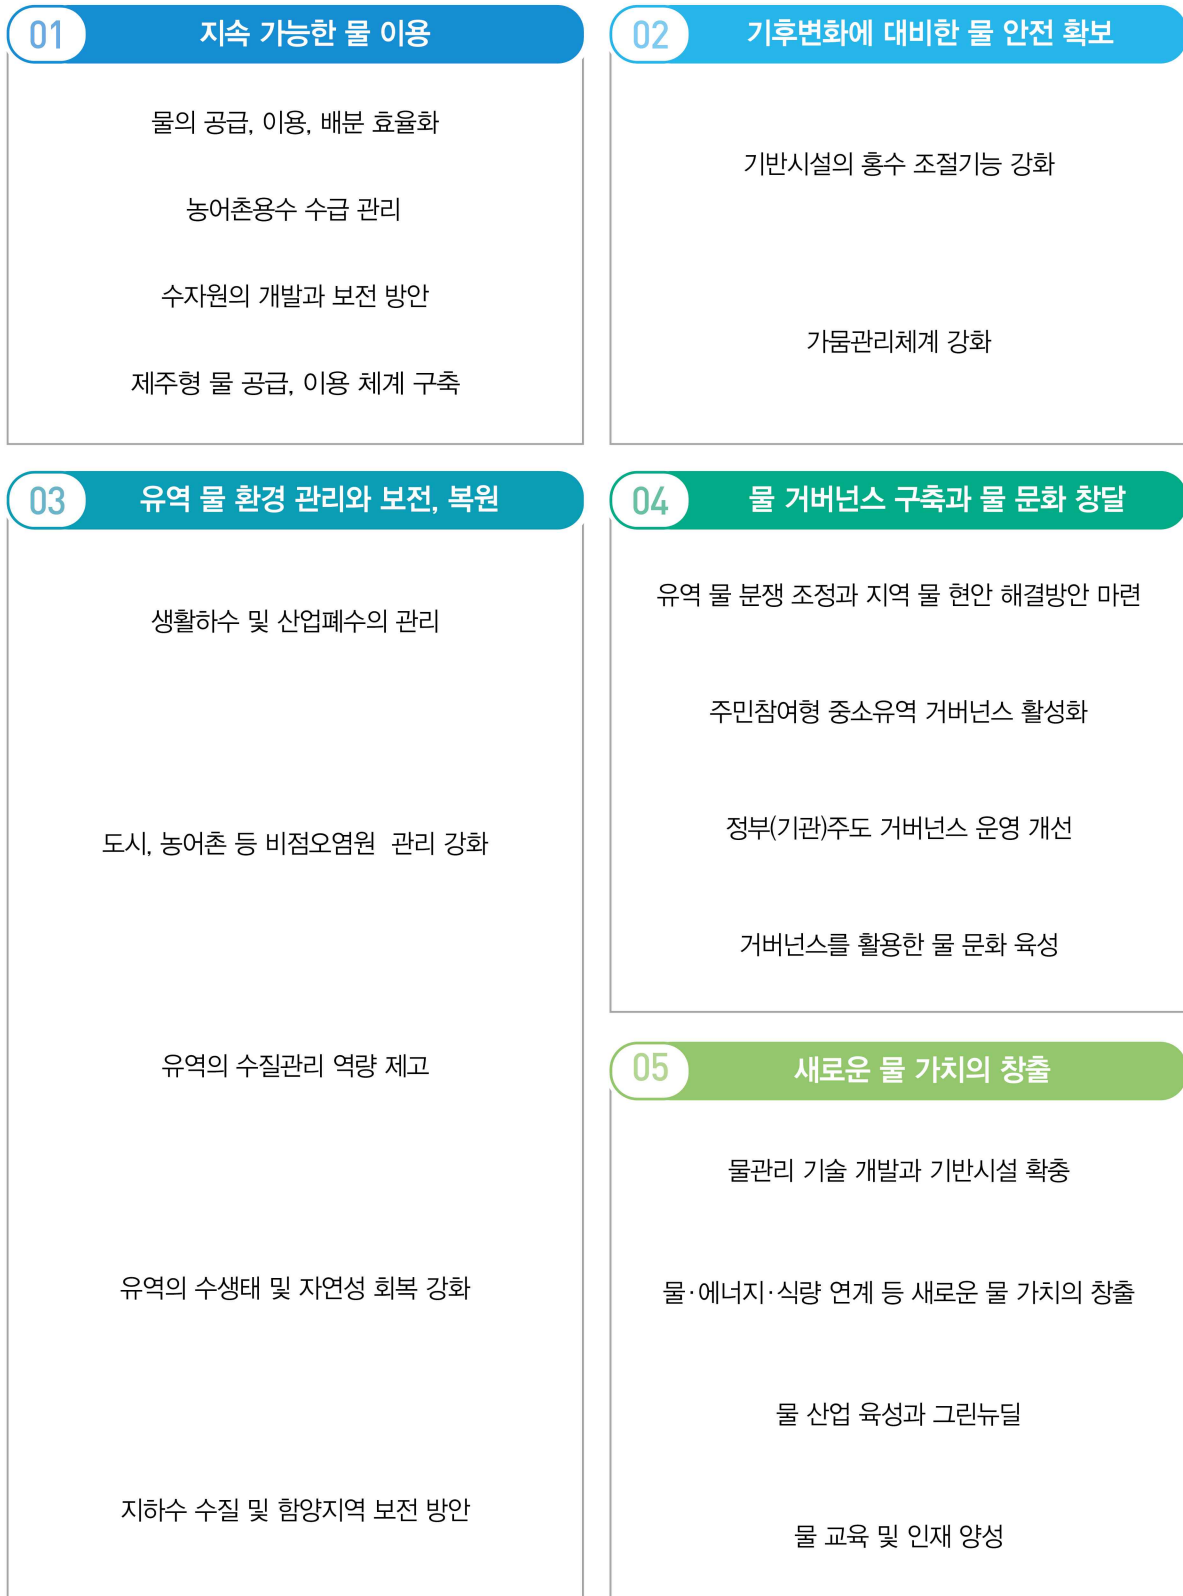 01
지속 가능한 물 이용
물의 공급, 이용, 배분 효율화
농어촌용수 수급 관리
수자원의 개발과 보전 방안
제주형 물 공급, 이용 체계 구축
02
기후변화에 대비한 물 안전 확보
기반시설의 홍수 조절기능 강화
가뭄관리체계 강화
03
유역 물 환경 관리와 보전, 복원
생활하수 및 산업폐수의 관리
도시, 농어촌 등 비점오염원 관리 강화
유역의 수질관리 역량 제고
유역의 수생태 및 자연성 회복 강화
지하수 수질 및 함양지역 보전 방안
04
물 거버넌스 구축과 물 문화 창달
유역 물 분쟁 조정과 지역 물 현안 해결방안 마련
주민참여형 중소유역 거버넌스 활성화
정부(기관)주도 거버넌스 운영 개선
거버넌스를 활용한 물 문화 육성
05
새로운 물 가치의 창출
물관리 기술 개발과 기반시설 확충
물·에너지·식량 연계 등 새로운 물 가치의 창출
물 산업 육성과 그린뉴딜
물 교육 및 인재 양성